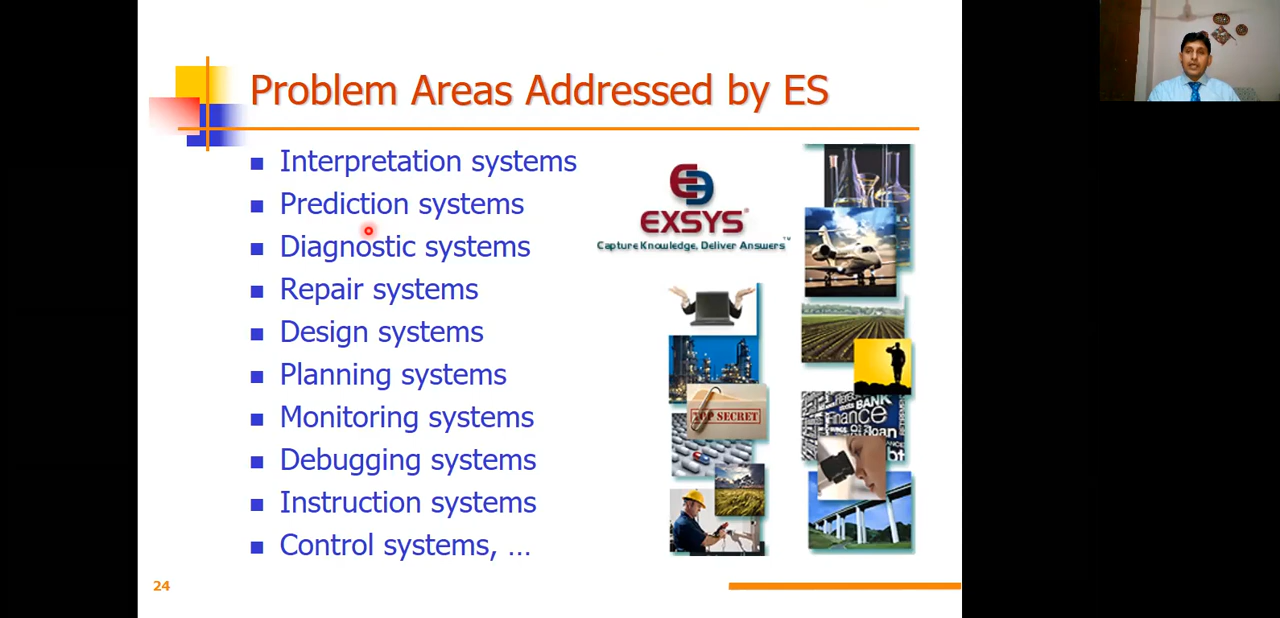 Problem Areas Addressed by ES
Interpretation systems
Prediction systems
Diagnostic systems
Repair systems
Design systems
Planning systems
Monitoring systems
Debugging systems
Instruction systems
Control systems, ...
EXSYS®
Capture Knowledge, Deliver Answers™
TOP SECRET
BANK
Finance
loan
24